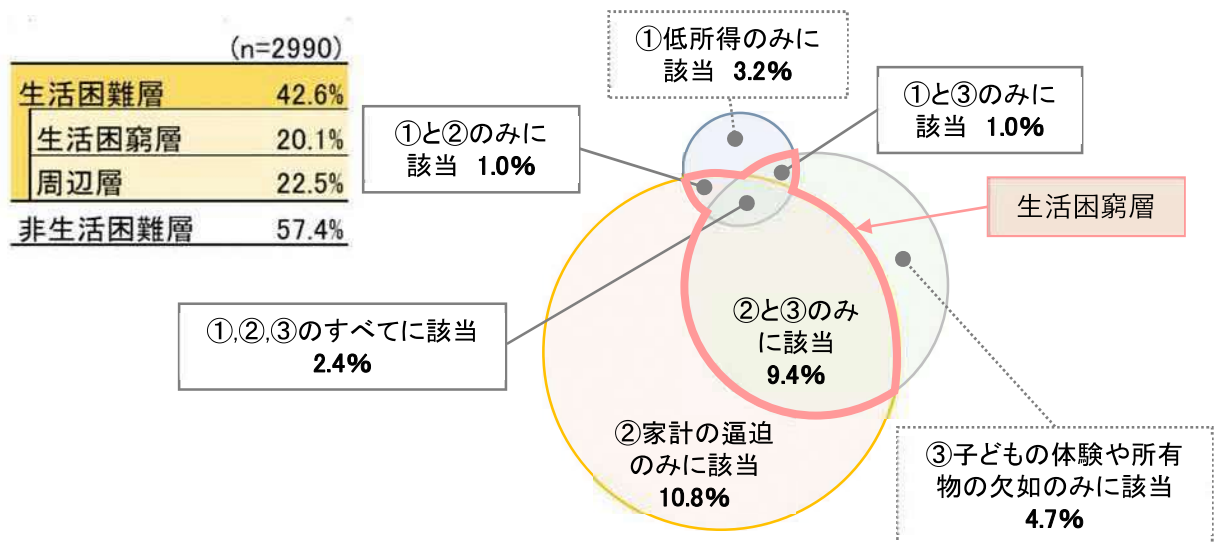 (n=2990)
生活困難層 42.6%
生活困窮層 20.1%
周辺層 22.5%
非生活困難層 57.4%
①低所得のみに
該当 3.2%
①と③のみに
該当 1.0%
①と②のみに
該当 1.0%
生活困窮層
①,②,③のすべてに該当
2.4%
②と③のみ
に該当
9.4%
②家計の逼迫
のみに該当
10.8%
③子どもの体験や所有
物の欠如のみに該当
4.7%